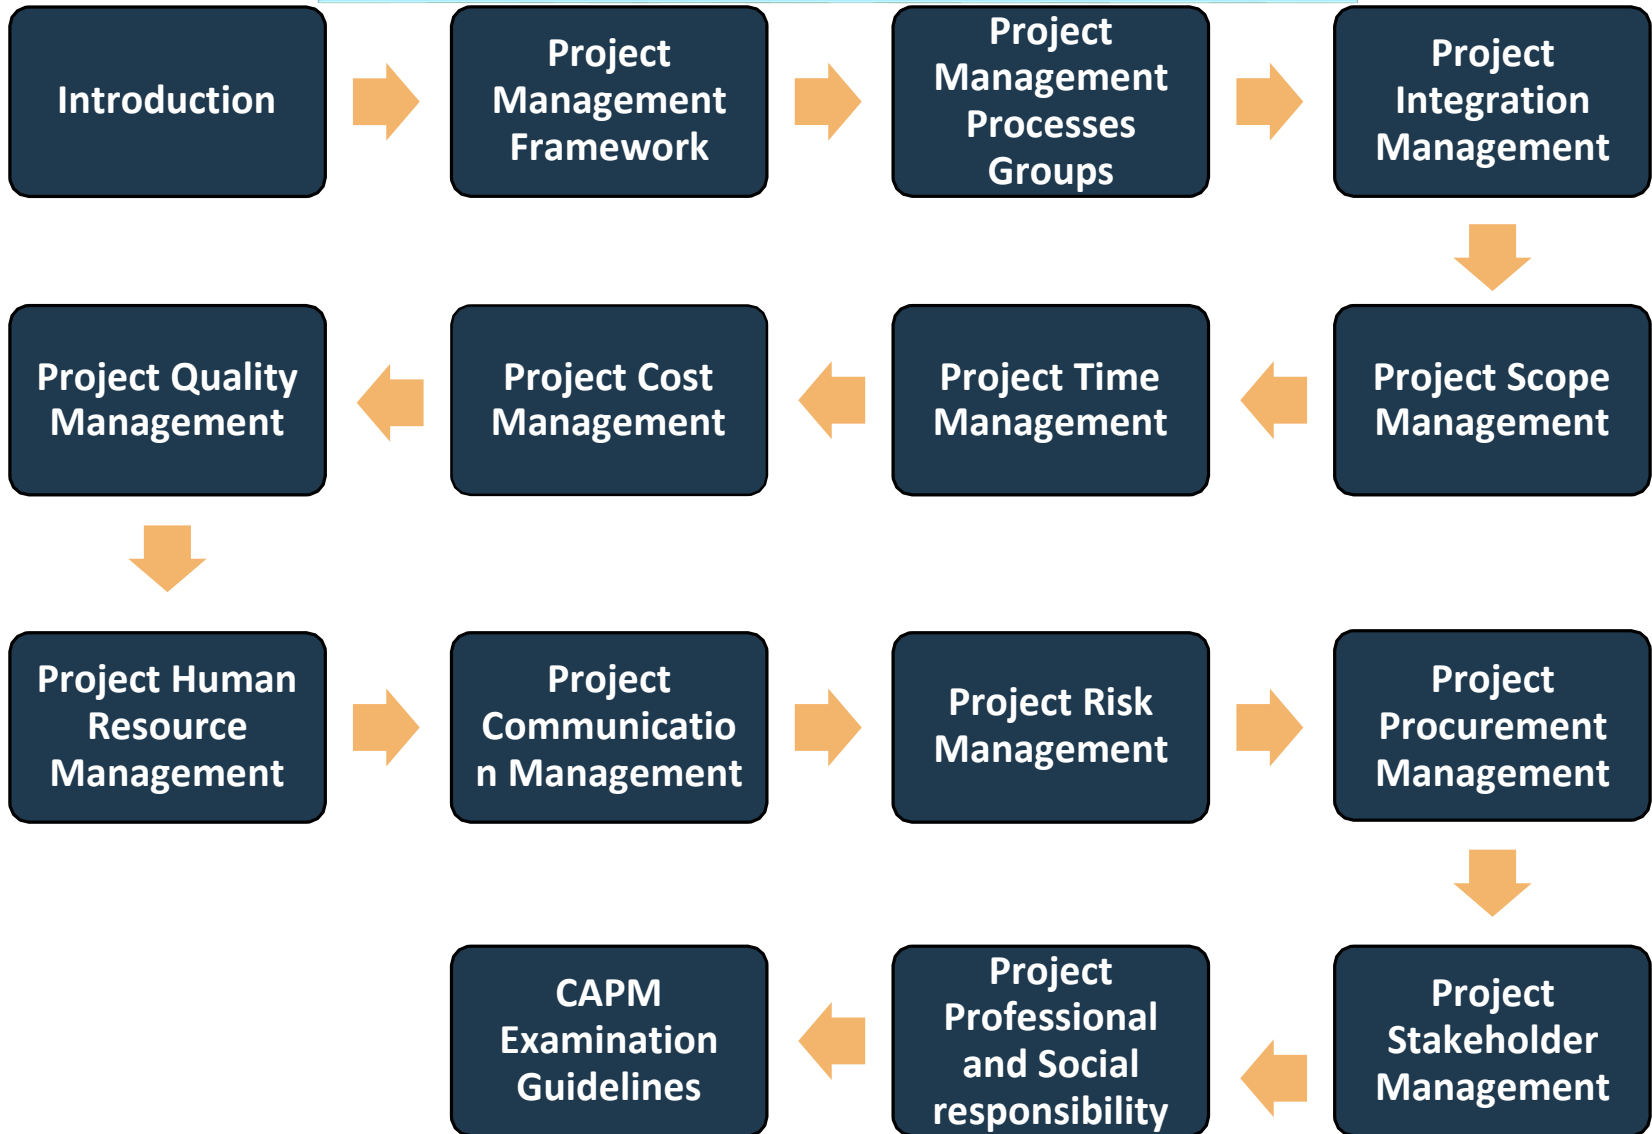 Introduction
Project
Management
Framework
Project
Management
Processes
Groups
Project
Integration
Management
Project Scope
Management
Project Time
Management
Project Cost
Management
Project Quality
Management
Project Human
Resource
Management
Project
Communicatio
n Management
Project Risk
Management
Project
Procurement
Management
Project
Stakeholder
Management
Project
Professional
and Social
responsibility
CAPM
Examination
Guidelines